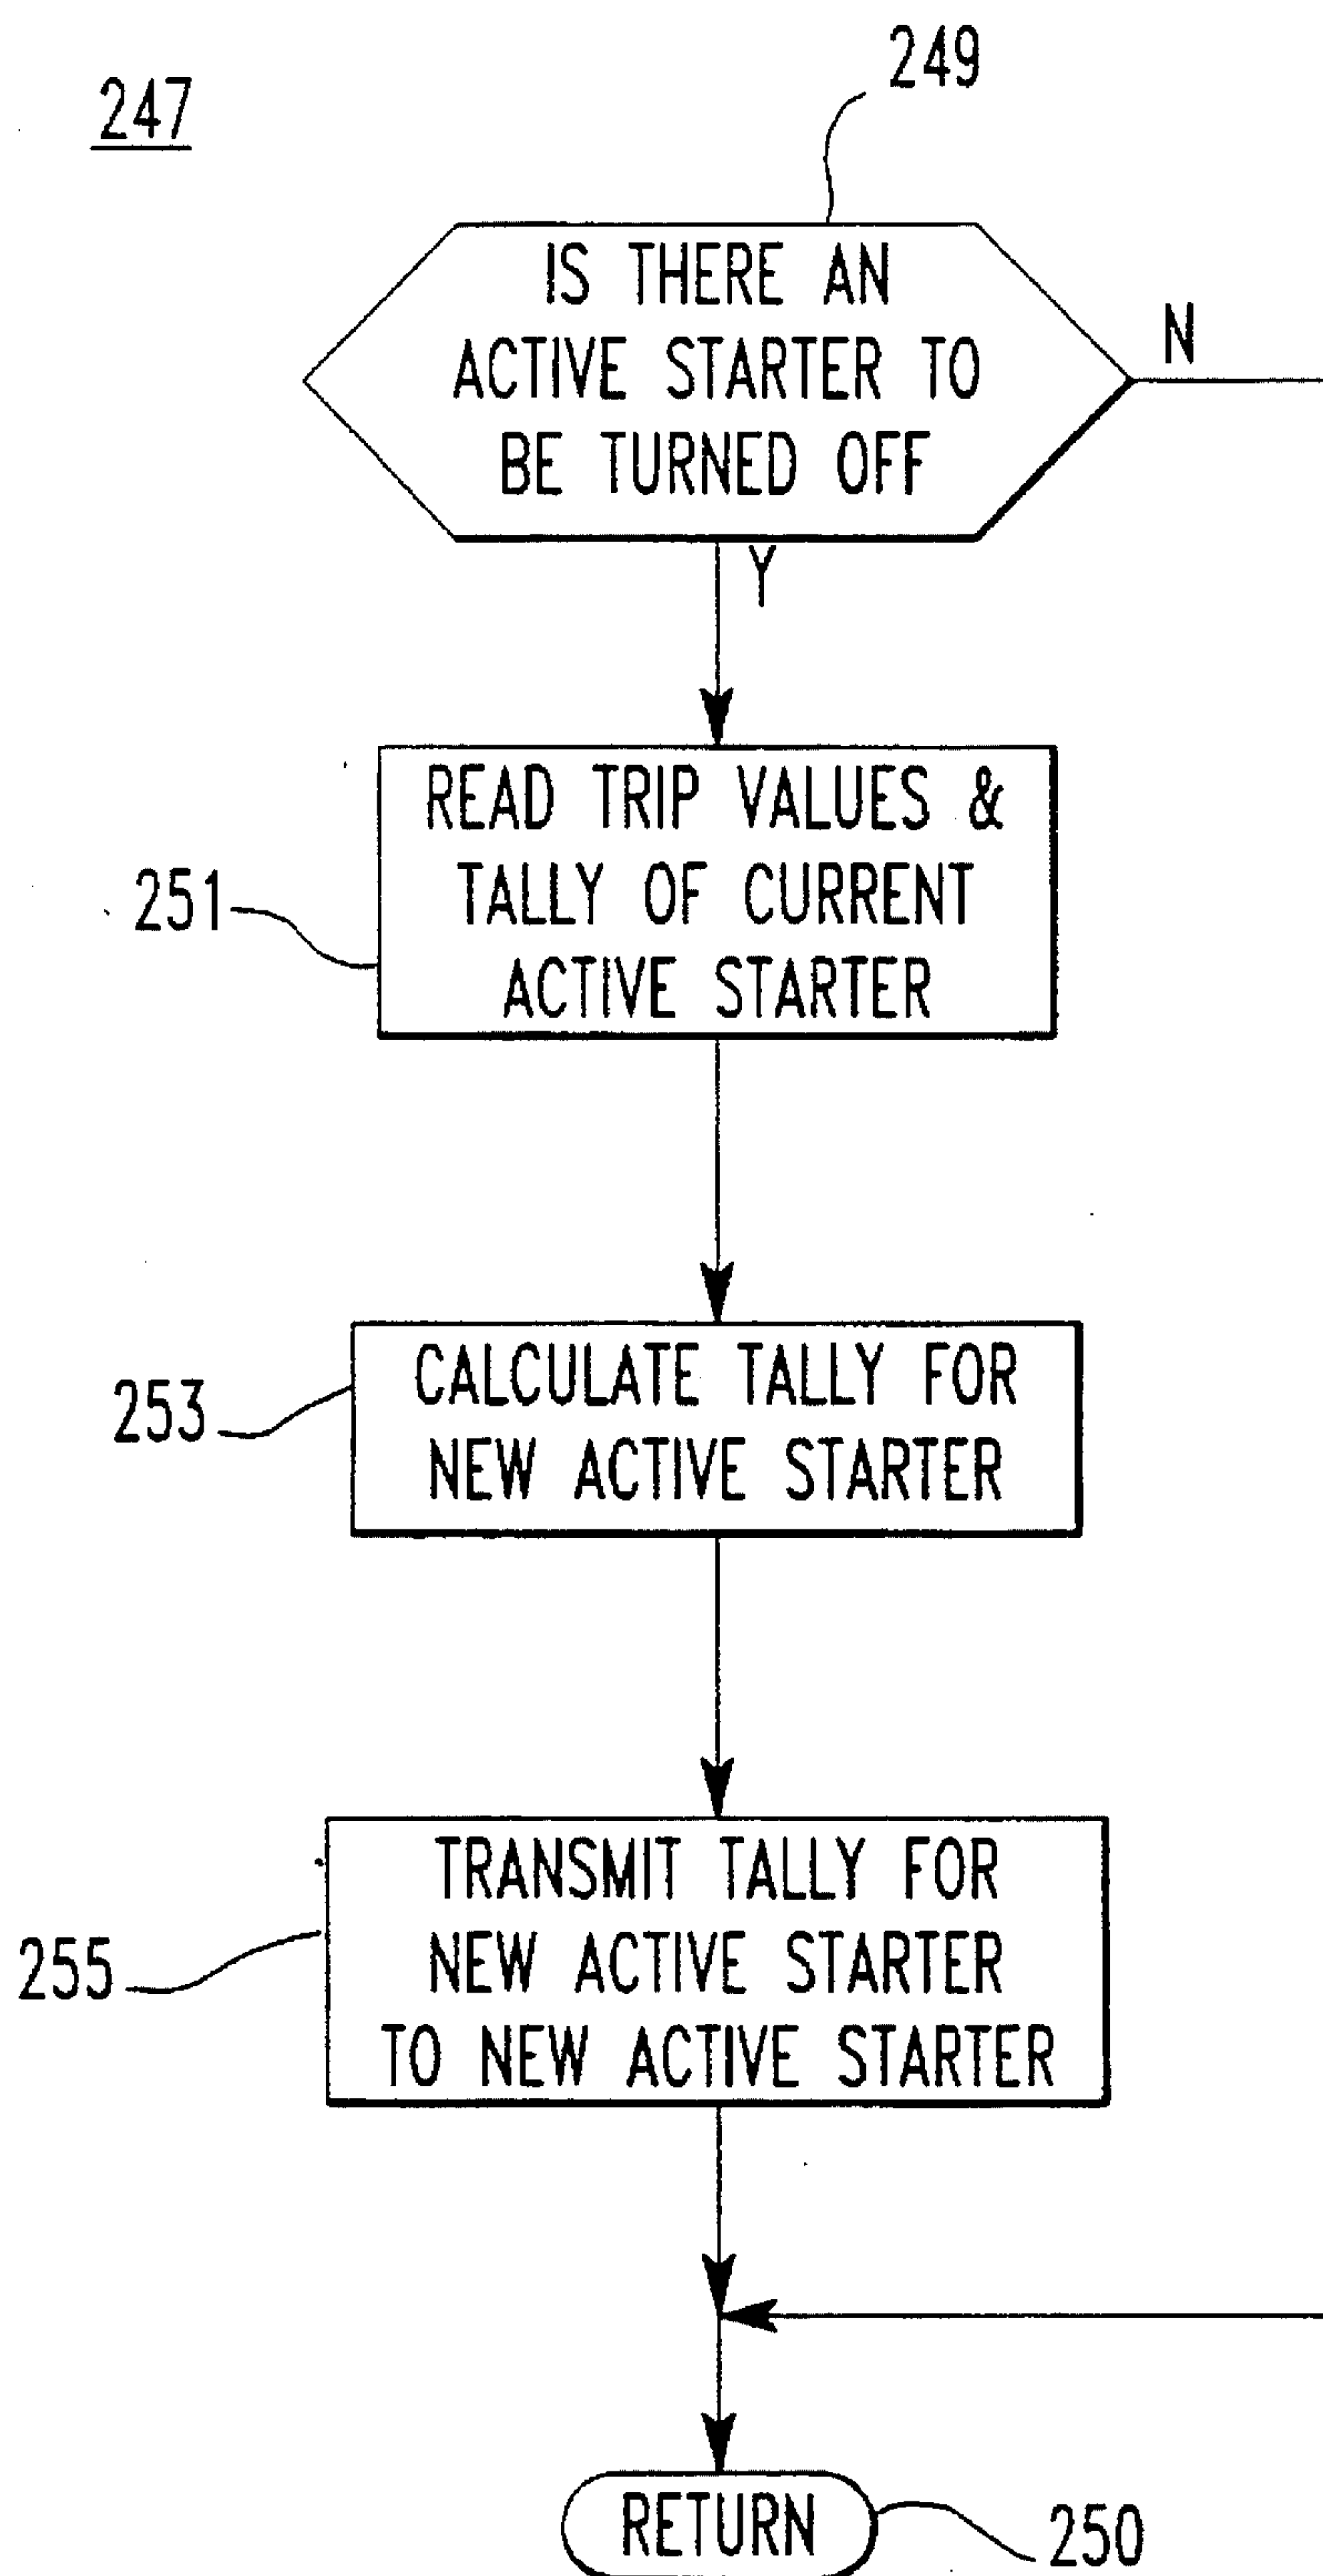 247
249
IS THERE AN
ACTIVE STARTER TO
BE TURNED OFF
N
Y
READ TRIP VALUES &
TALLY OF CURRENT
ACTIVE STARTER
251
CALCULATE TALLY FOR
NEW ACTIVE STARTER
253
TRANSMIT TALLY FOR
NEW ACTIVE STARTER
TO NEW ACTIVE STARTER
255
RETURN
250